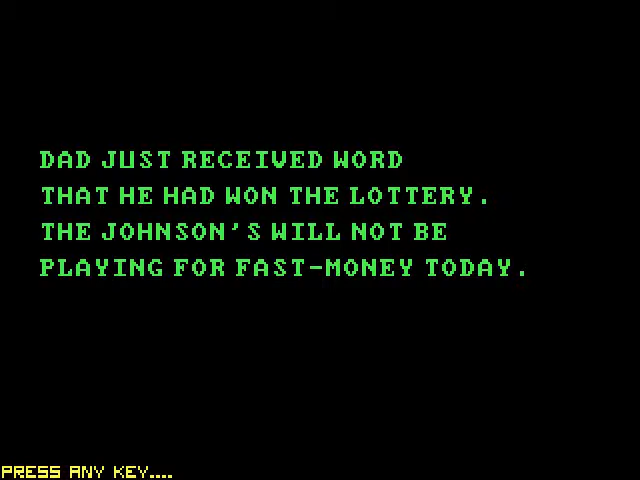 DAD JUST RECEIVED WORD
THAT HE HAD WON THE LOTTERY.
THE JOHNSON'S WILL NOT BE
PLAYING FOR FAST-MONEY TODAY.
PRESS ANY KEY....